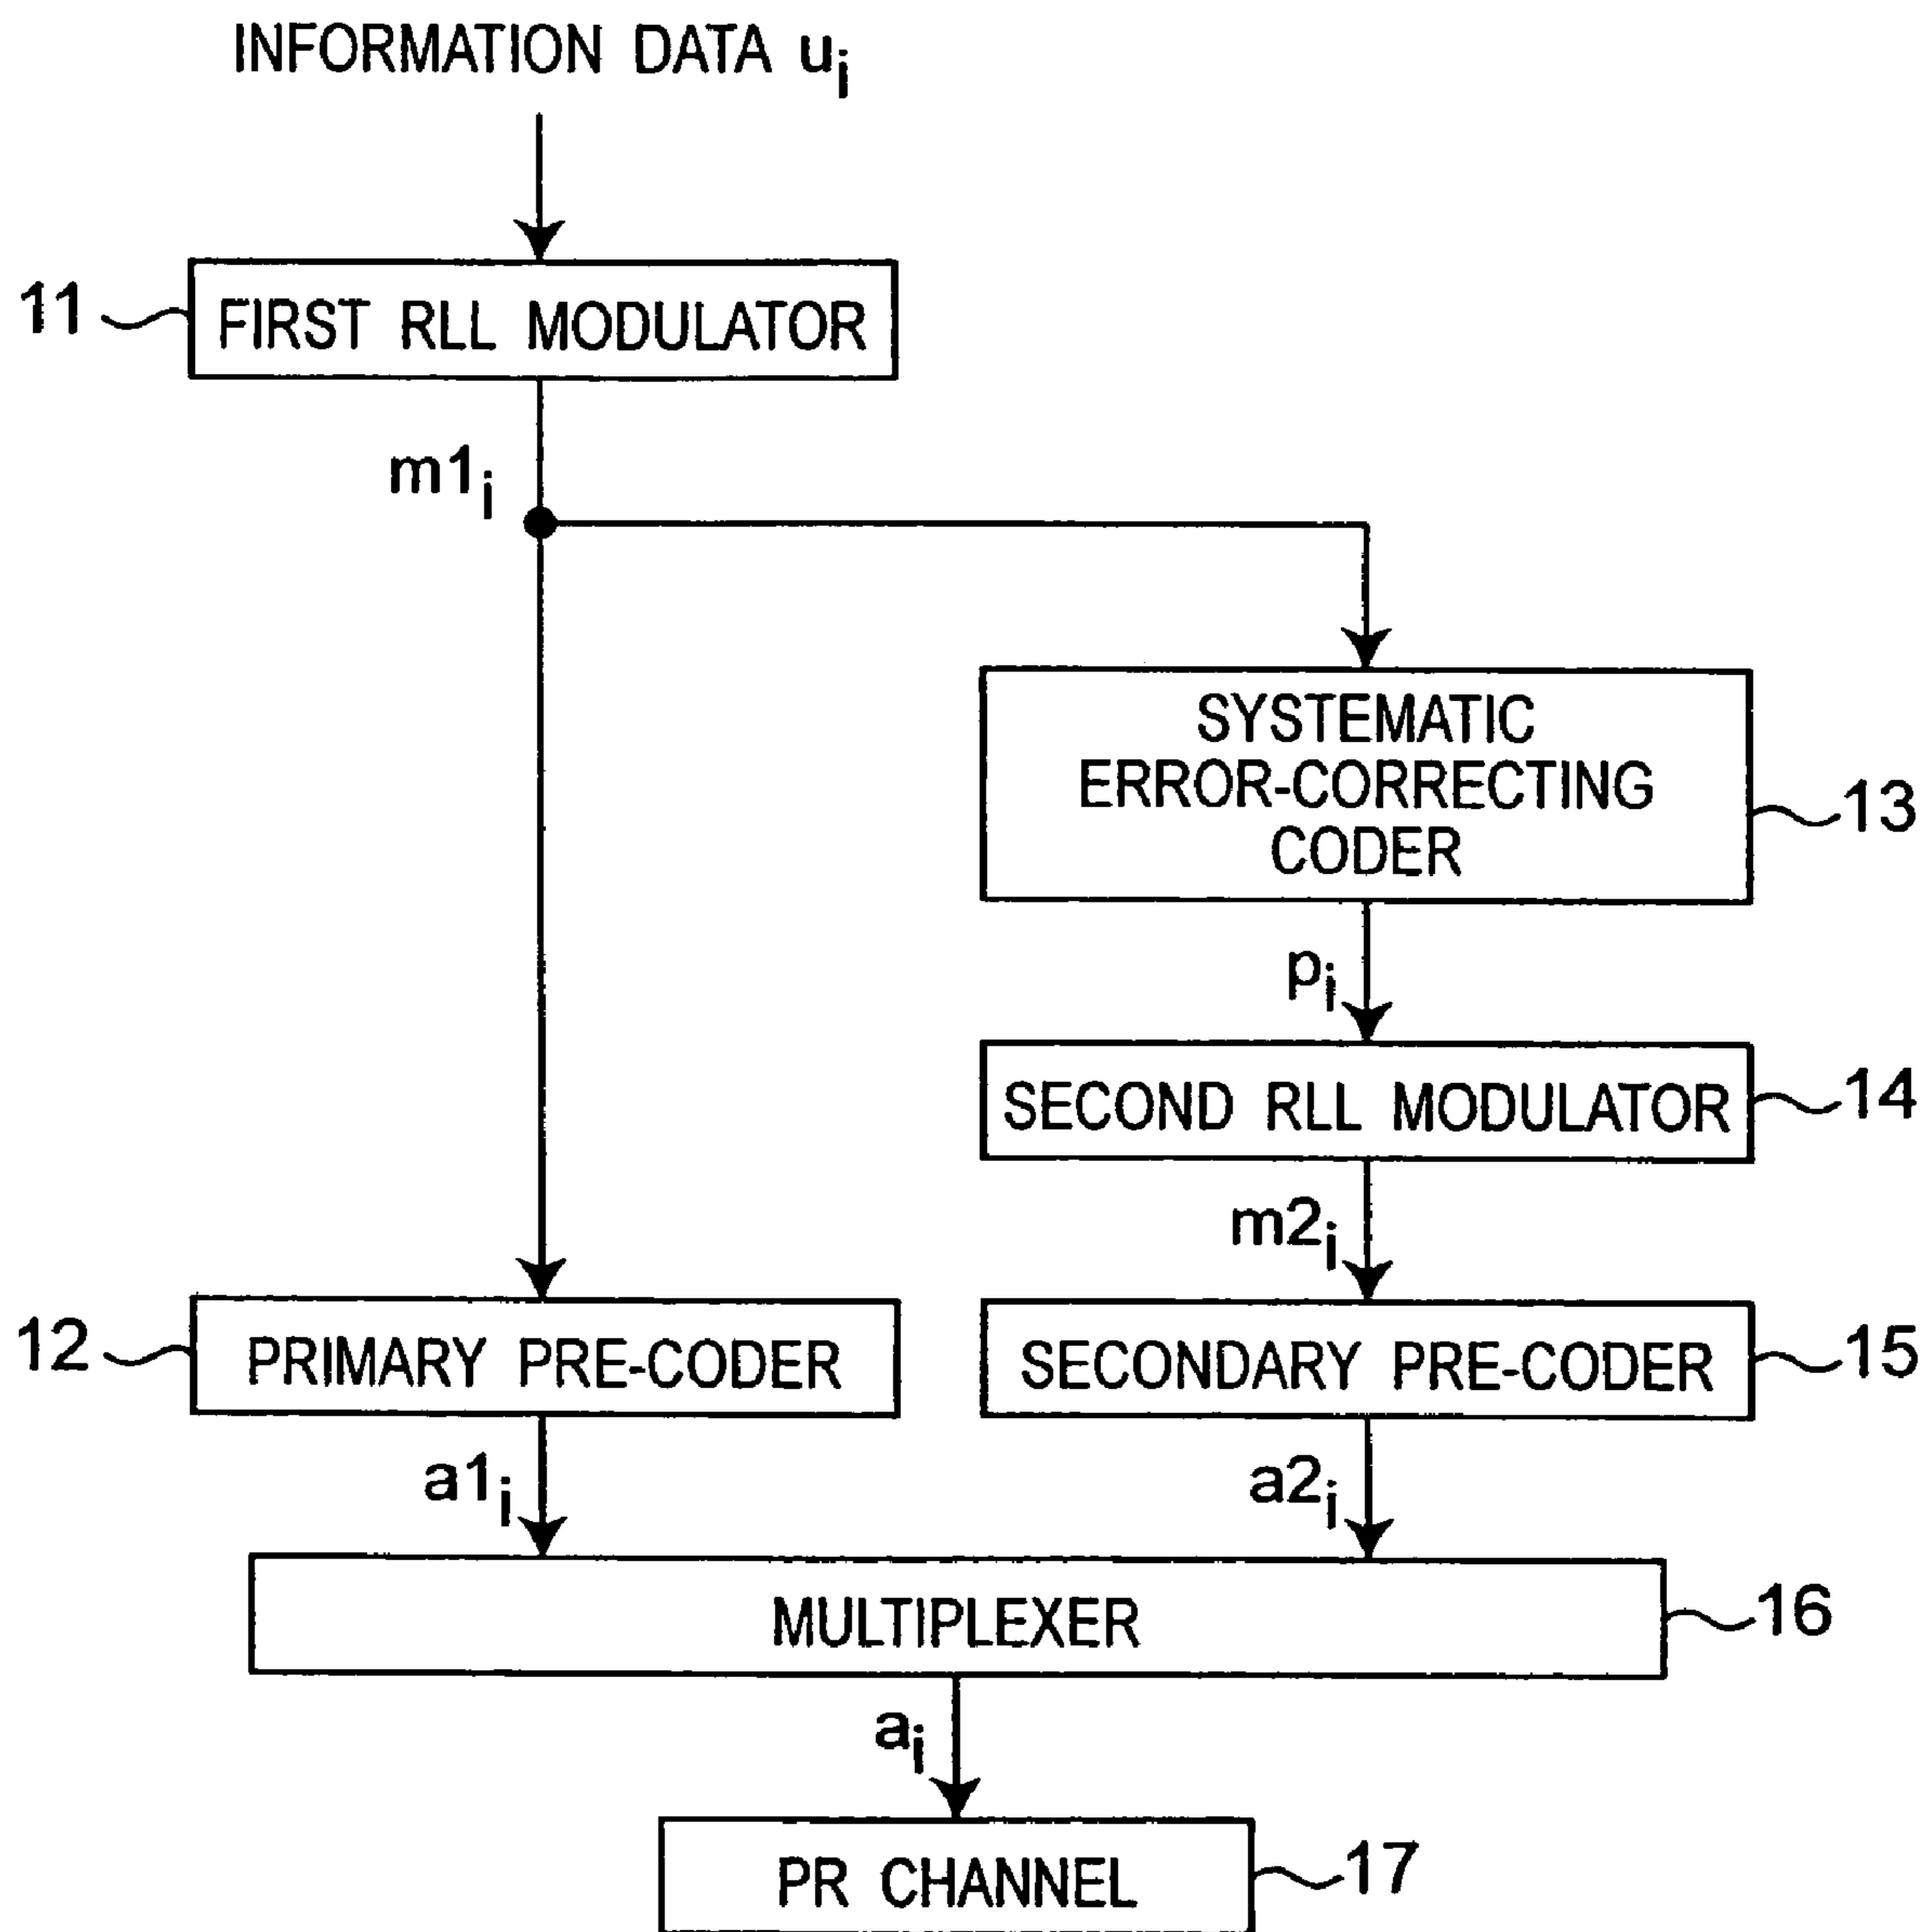 INFORMATION DATA ui
11
FIRST RLL MODULATOR
m1i
SYSTEMATIC
ERROR-CORRECTING
CODER
13
pi
SECOND RLL MODULATOR
14
m2i
12
PRIMARY PRE-CODER
SECONDARY PRE-CODER
15
a1i
a2i
MULTIPLEXER
16
ai
PR CHANNEL
17